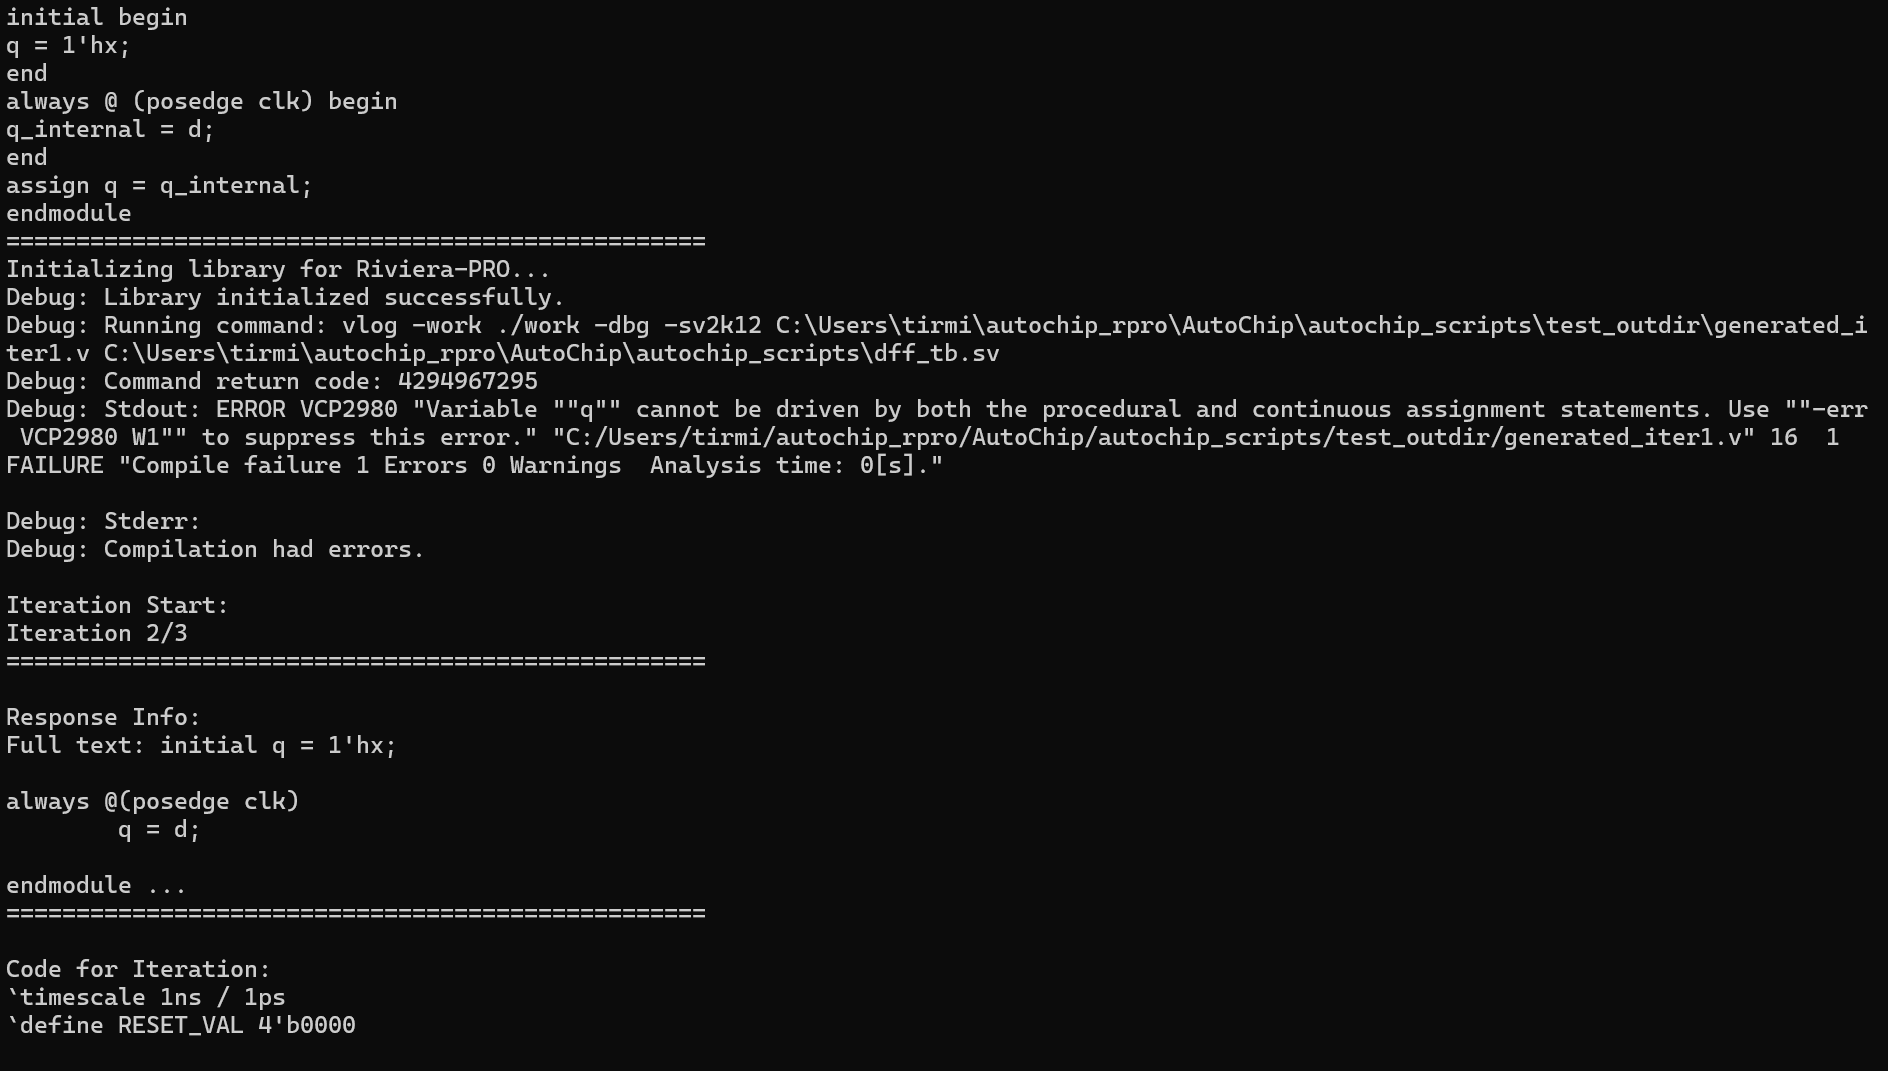 initial begin
q = 1'hx;
end
always @ (posedge clk) begin
q_internal = d;
end
assign q = q_internal;
endmodule
==================================================
Initializing library for Riviera-PRO...
Debug: Library initialized successfully.
Debug: Running command: vlog -work ./work -dbg -sv2k12 C:\Users\tirmi\autochip_rpro\AutoChip\autochip_scripts\test_outdir\generated_i
ter1.v C:\Users\tirmi\autochip_rpro\AutoChip\autochip_scripts\dff_tb.sv
Debug: Command return code: 4294967295
Debug: Stdout: ERROR VCP2980 "Variable ""q"" cannot be driven by both the procedural and continuous assignment statements. Use ""-err
 VCP2980 W1"" to suppress this error." "C:/Users/tirmi/autochip_rpro/AutoChip/autochip_scripts/test_outdir/generated_iter1.v" 16  1
FAILURE "Compile failure 1 Errors 0 Warnings  Analysis time: 0[s]."

Debug: Stderr:
Debug: Compilation had errors.

Iteration Start:
Iteration 2/3
==================================================

Response Info:
Full text: initial q = 1'hx;

always @(posedge clk)
        q = d;

endmodule ...
==================================================

Code for Iteration:
`timescale 1ns / 1ps
`define RESET_VAL 4'b0000